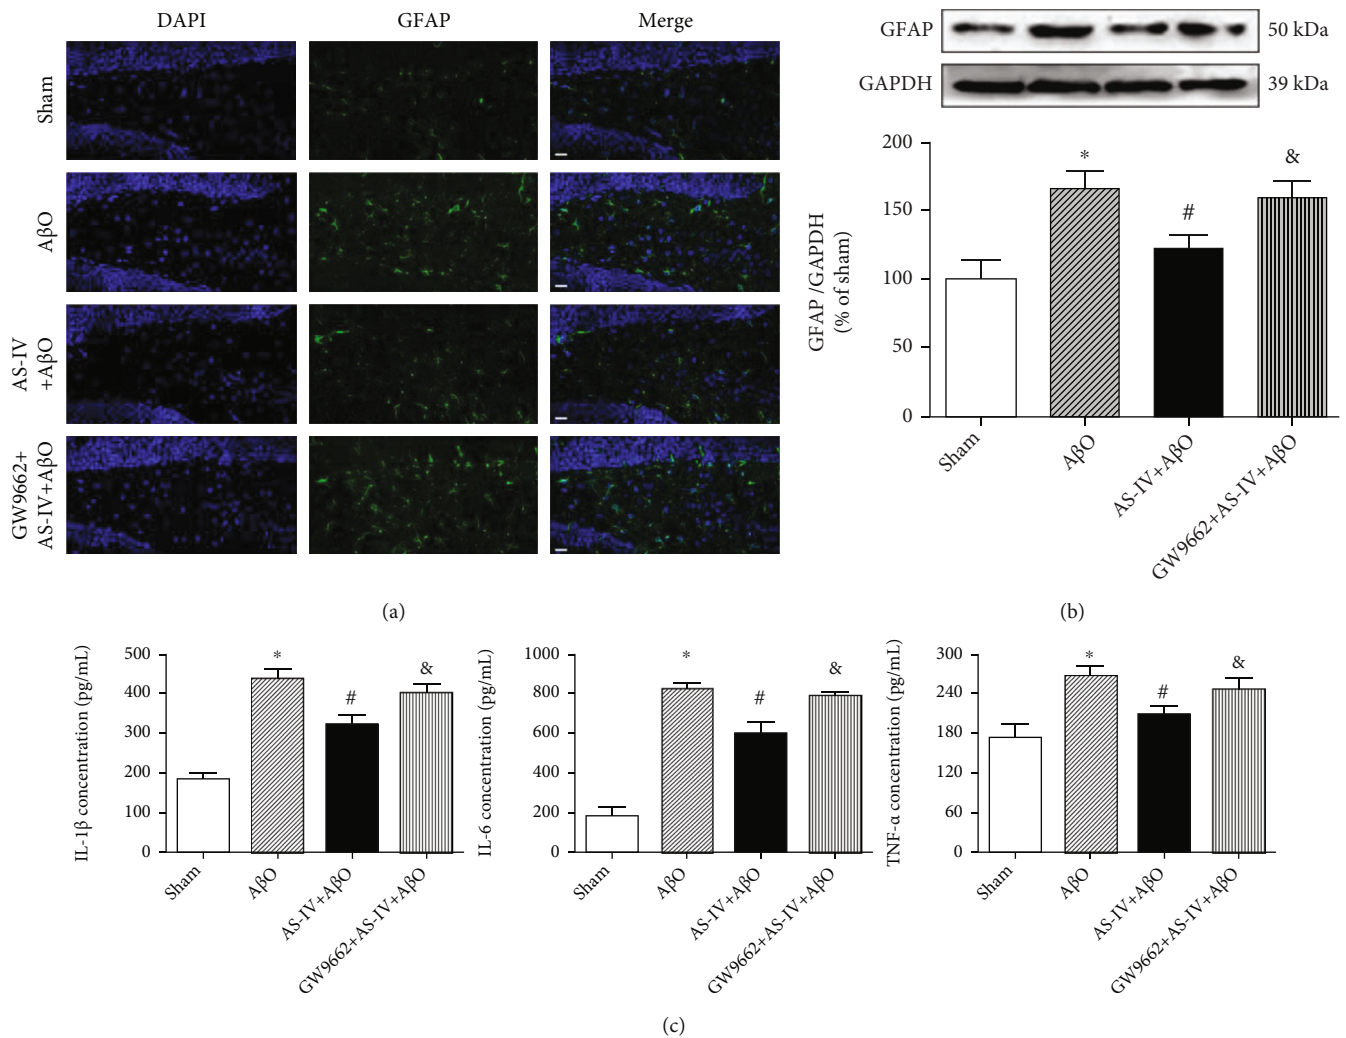 DAPI GFAP Merge
Sham
AβO
AS-IV
+AβO
GW9662+
AS-IV+AβO
(a)
GFAP 50 kDa
GAPDH 39 kDa
GFAP /GAPDH
(% of sham)
200
150
100
50
0
* # &
Sham
AβO
AS-IV+AβO
GW9662+AS-IV+AβO
(b)
IL-1β concentration (pg/mL)
500
400
300
200
100
0
* # &
Sham
AβO
AS-IV+AβO
GW9662+AS-IV+AβO
IL-6 concentration (pg/mL)
1000
800
600
400
200
0
* # &
Sham
AβO
AS-IV+AβO
GW9662+AS-IV+AβO
TNF-α concentration (pg/mL)
300
240
180
120
60
0
* # &
Sham
AβO
AS-IV+AβO
GW9662+AS-IV+AβO
(c)